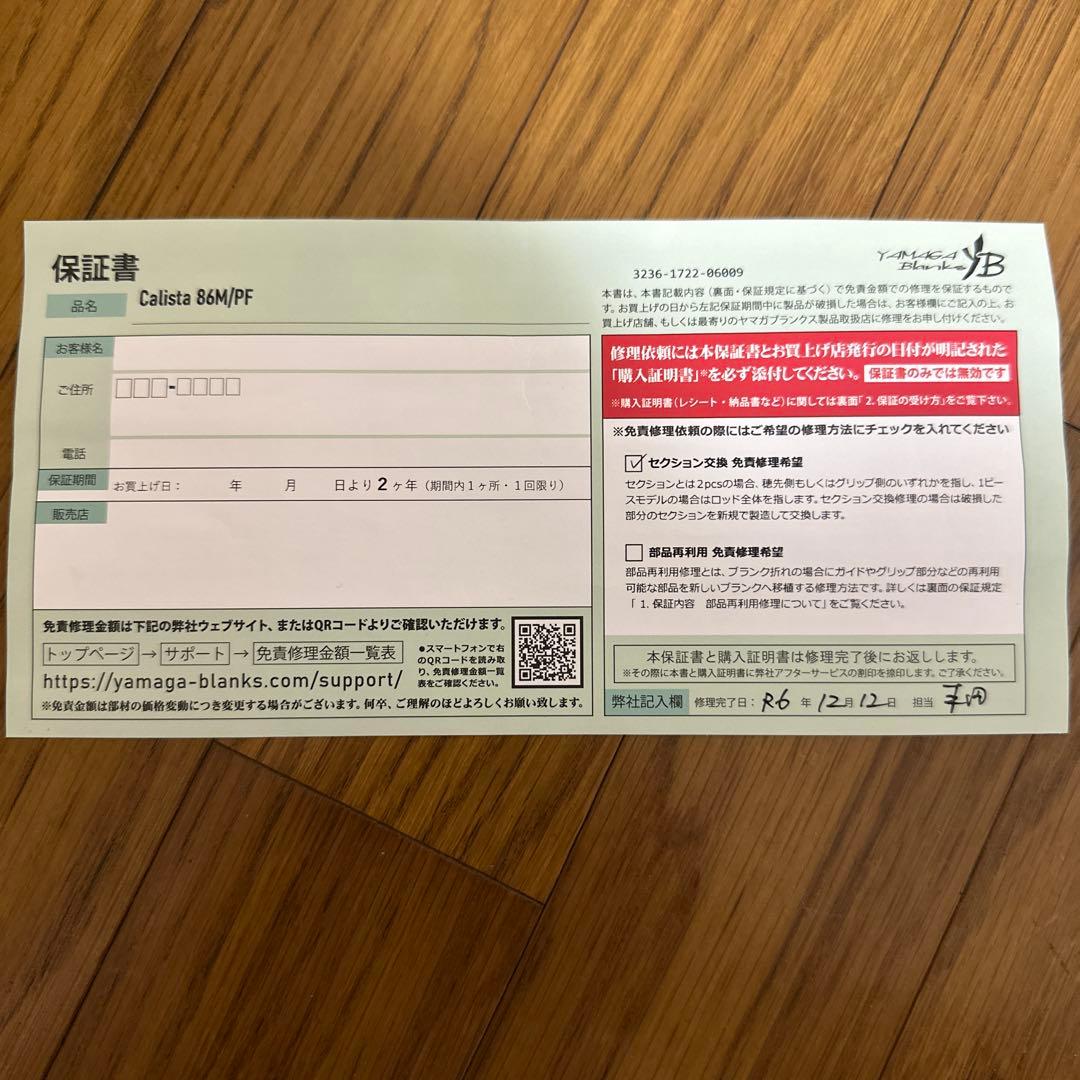 保証書
品名
Calista 86M/PF
お客様名
ご住所
□□□-□□□□
電話
保証期間
お買上げ日： 年 月 日より2ヶ年（期間内1ヶ所・1回限り）
販売店
免責修理金額は下記の弊社ウェブサイト、またはQRコードよりご確認いただけます。
トップページ→サポート→免責修理金額一覧表
https://yamaga-blanks.com/support/
●スマートフォンで右
のQRコードを読み取
り、免責修理金額一覧
表をご確認ください。
※免責金額は部材の価格変動につき変更する場合がございます。何卒、ご理解のほどよろしくお願い致します。
3236-1722-06009
YAMAGA
Blanks
YB
本書は、本書記載内容（裏面・保証規定に基づく）で免責金額での修理を保証するもので
す。お買上げの日から左記保証期間中に製品が破損した場合は、お客様欄にご記入の上、お
買上げ店舗、もしくは最寄りのヤマガブランクス製品取扱店に修理をお申し付けください。
修理依頼には本保証書とお買上げ店発行の日付が明記された
「購入証明書」※を必ず添付してください。保証書のみでは無効です
※購入証明書（レシート・納品書など）に関しては裏面「2.保証の受け方」をご覧下さい。
※免責修理依頼の際にはご希望の修理方法にチェックを入れてください
☑ セクション交換 免責修理希望
セクションとは2pcsの場合、穂先側もしくはグリップ側のいずれかを指し、1ピー
スモデルの場合はロッド全体を指します。セクション交換修理の場合は破損した
部分のセクションを新規で製造して交換します。
□ 部品再利用 免責修理希望
部品再利用修理とは、ブランク折れの場合にガイドやグリップ部分などの再利用
可能な部品を新しいブランクへ移植する修理方法です。詳しくは裏面の保証規定
「1.保証内容 部品再利用修理について」をご覧ください。
本保証書と購入証明書は修理完了後にお返しします。
※その際に本書と購入証明書に弊社アフターサービスの割印を捺印します。ご了承ください。
弊社記入欄 修理完了日：R6 年 12月 12日 担当